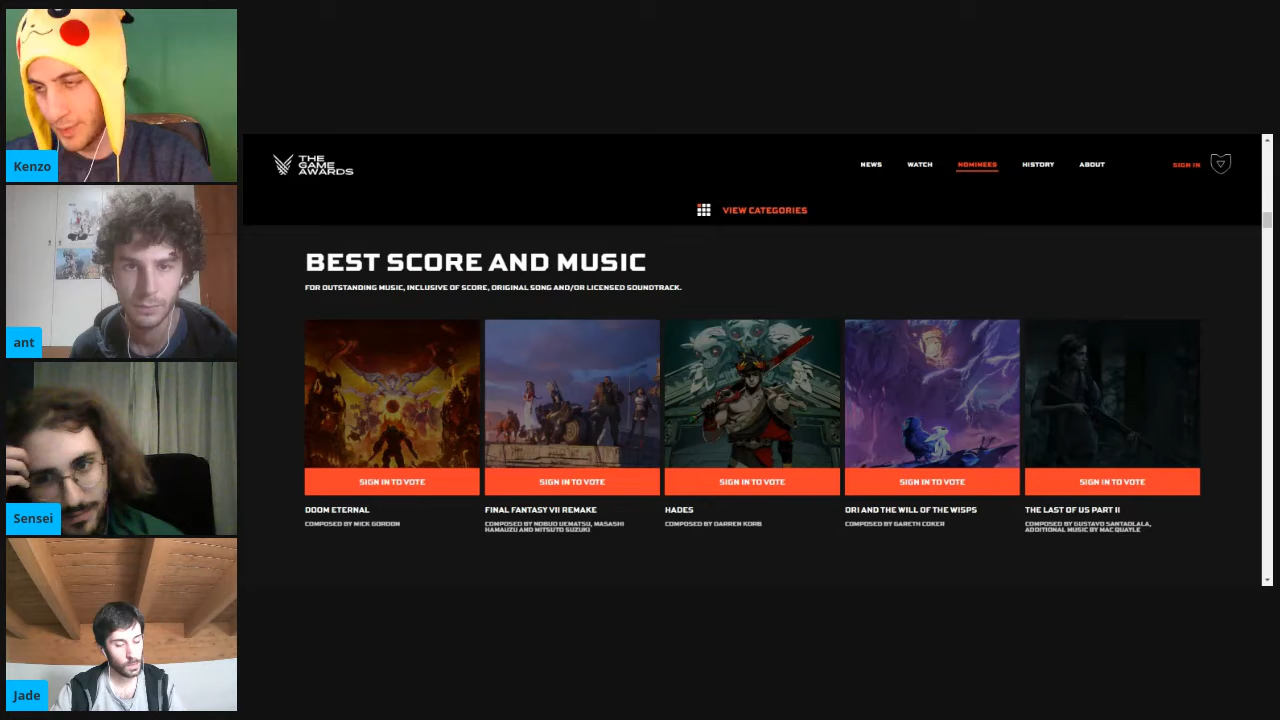 Kenzo
ant
Sensei
Jade
THE
GAME
AWARDS
NEWS WATCH NOMINEES HISTORY ABOUT SIGN IN
VIEW CATEGORIES
BEST SCORE AND MUSIC
FOR OUTSTANDING MUSIC, INCLUSIVE OF SCORE, ORIGINAL SONG AND/OR LICENSED SOUNDTRACK.
SIGN IN TO VOTE SIGN IN TO VOTE SIGN IN TO VOTE SIGN IN TO VOTE SIGN IN TO VOTE
DOOM ETERNAL
COMPOSED BY MICK GORDON
FINAL FANTASY VII REMAKE
COMPOSED BY NOBUO UEMATSU, MASASHI
HAMAUZU AND MITSUTO SUZUKI
HADES
COMPOSED BY DARREN KORB
ORI AND THE WILL OF THE WISPS
COMPOSED BY GARETH COKER
THE LAST OF US PART II
COMPOSED BY GUSTAVO SANTAOLALA,
ADDITIONAL MUSIC BY MAC QUAYLE